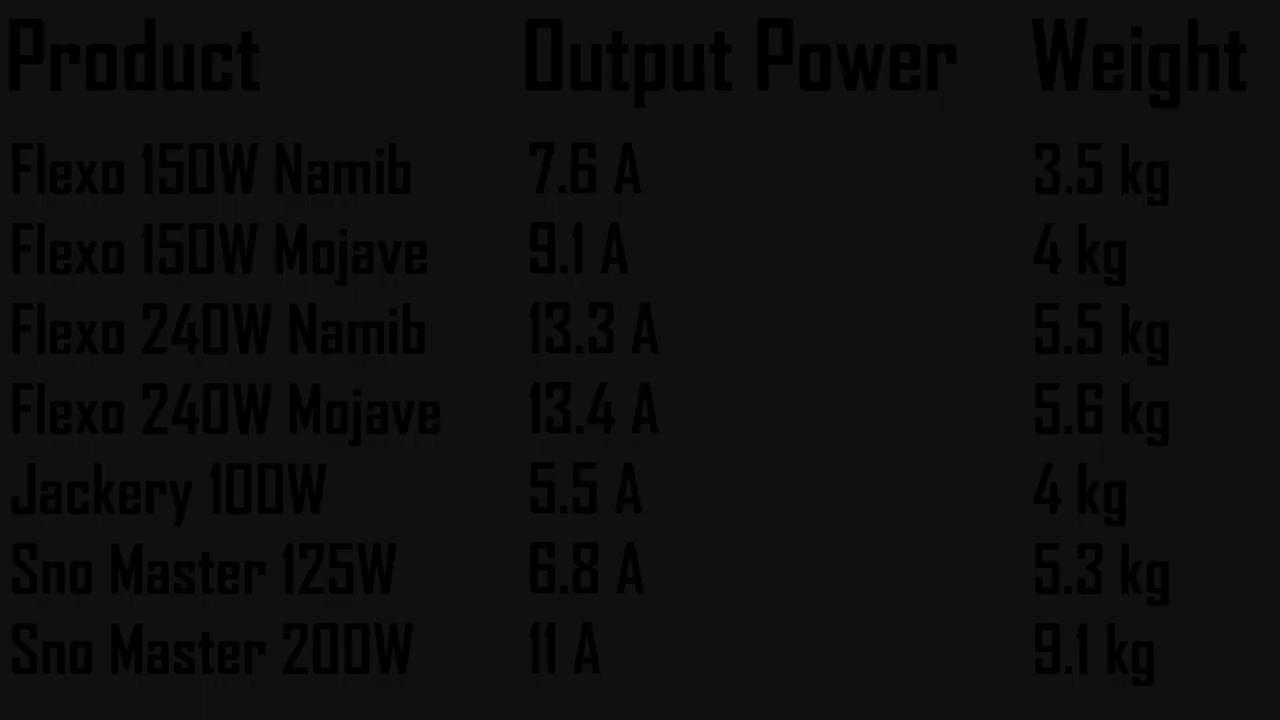 Product Output Power Weight
Flexo 150W Namib 7.6 A 3.5 kg
Flexo 150W Mojave 9.1 A 4 kg
Flexo 240W Namib 13.3 A 5.5 kg
Flexo 240W Mojave 13.4 A 5.6 kg
Jackery 100W 5.5 A 4 kg
Sno Master 125W 6.8 A 5.3 kg
Sno Master 200W 11 A 9.1 kg